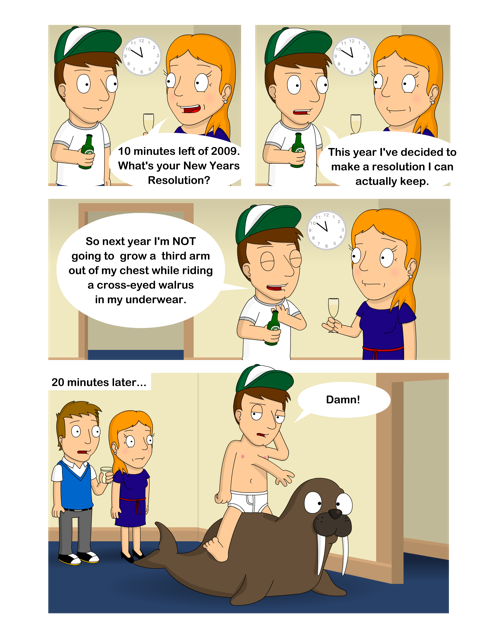 10 minutes left of 2009.
What's your New Years
Resolution?
This year I've decided to
make a resolution I can
actually keep.
So next year I'm NOT
going to grow a third arm
out of my chest while riding
a cross-eyed walrus
in my underwear.
20 minutes later...
Damn!